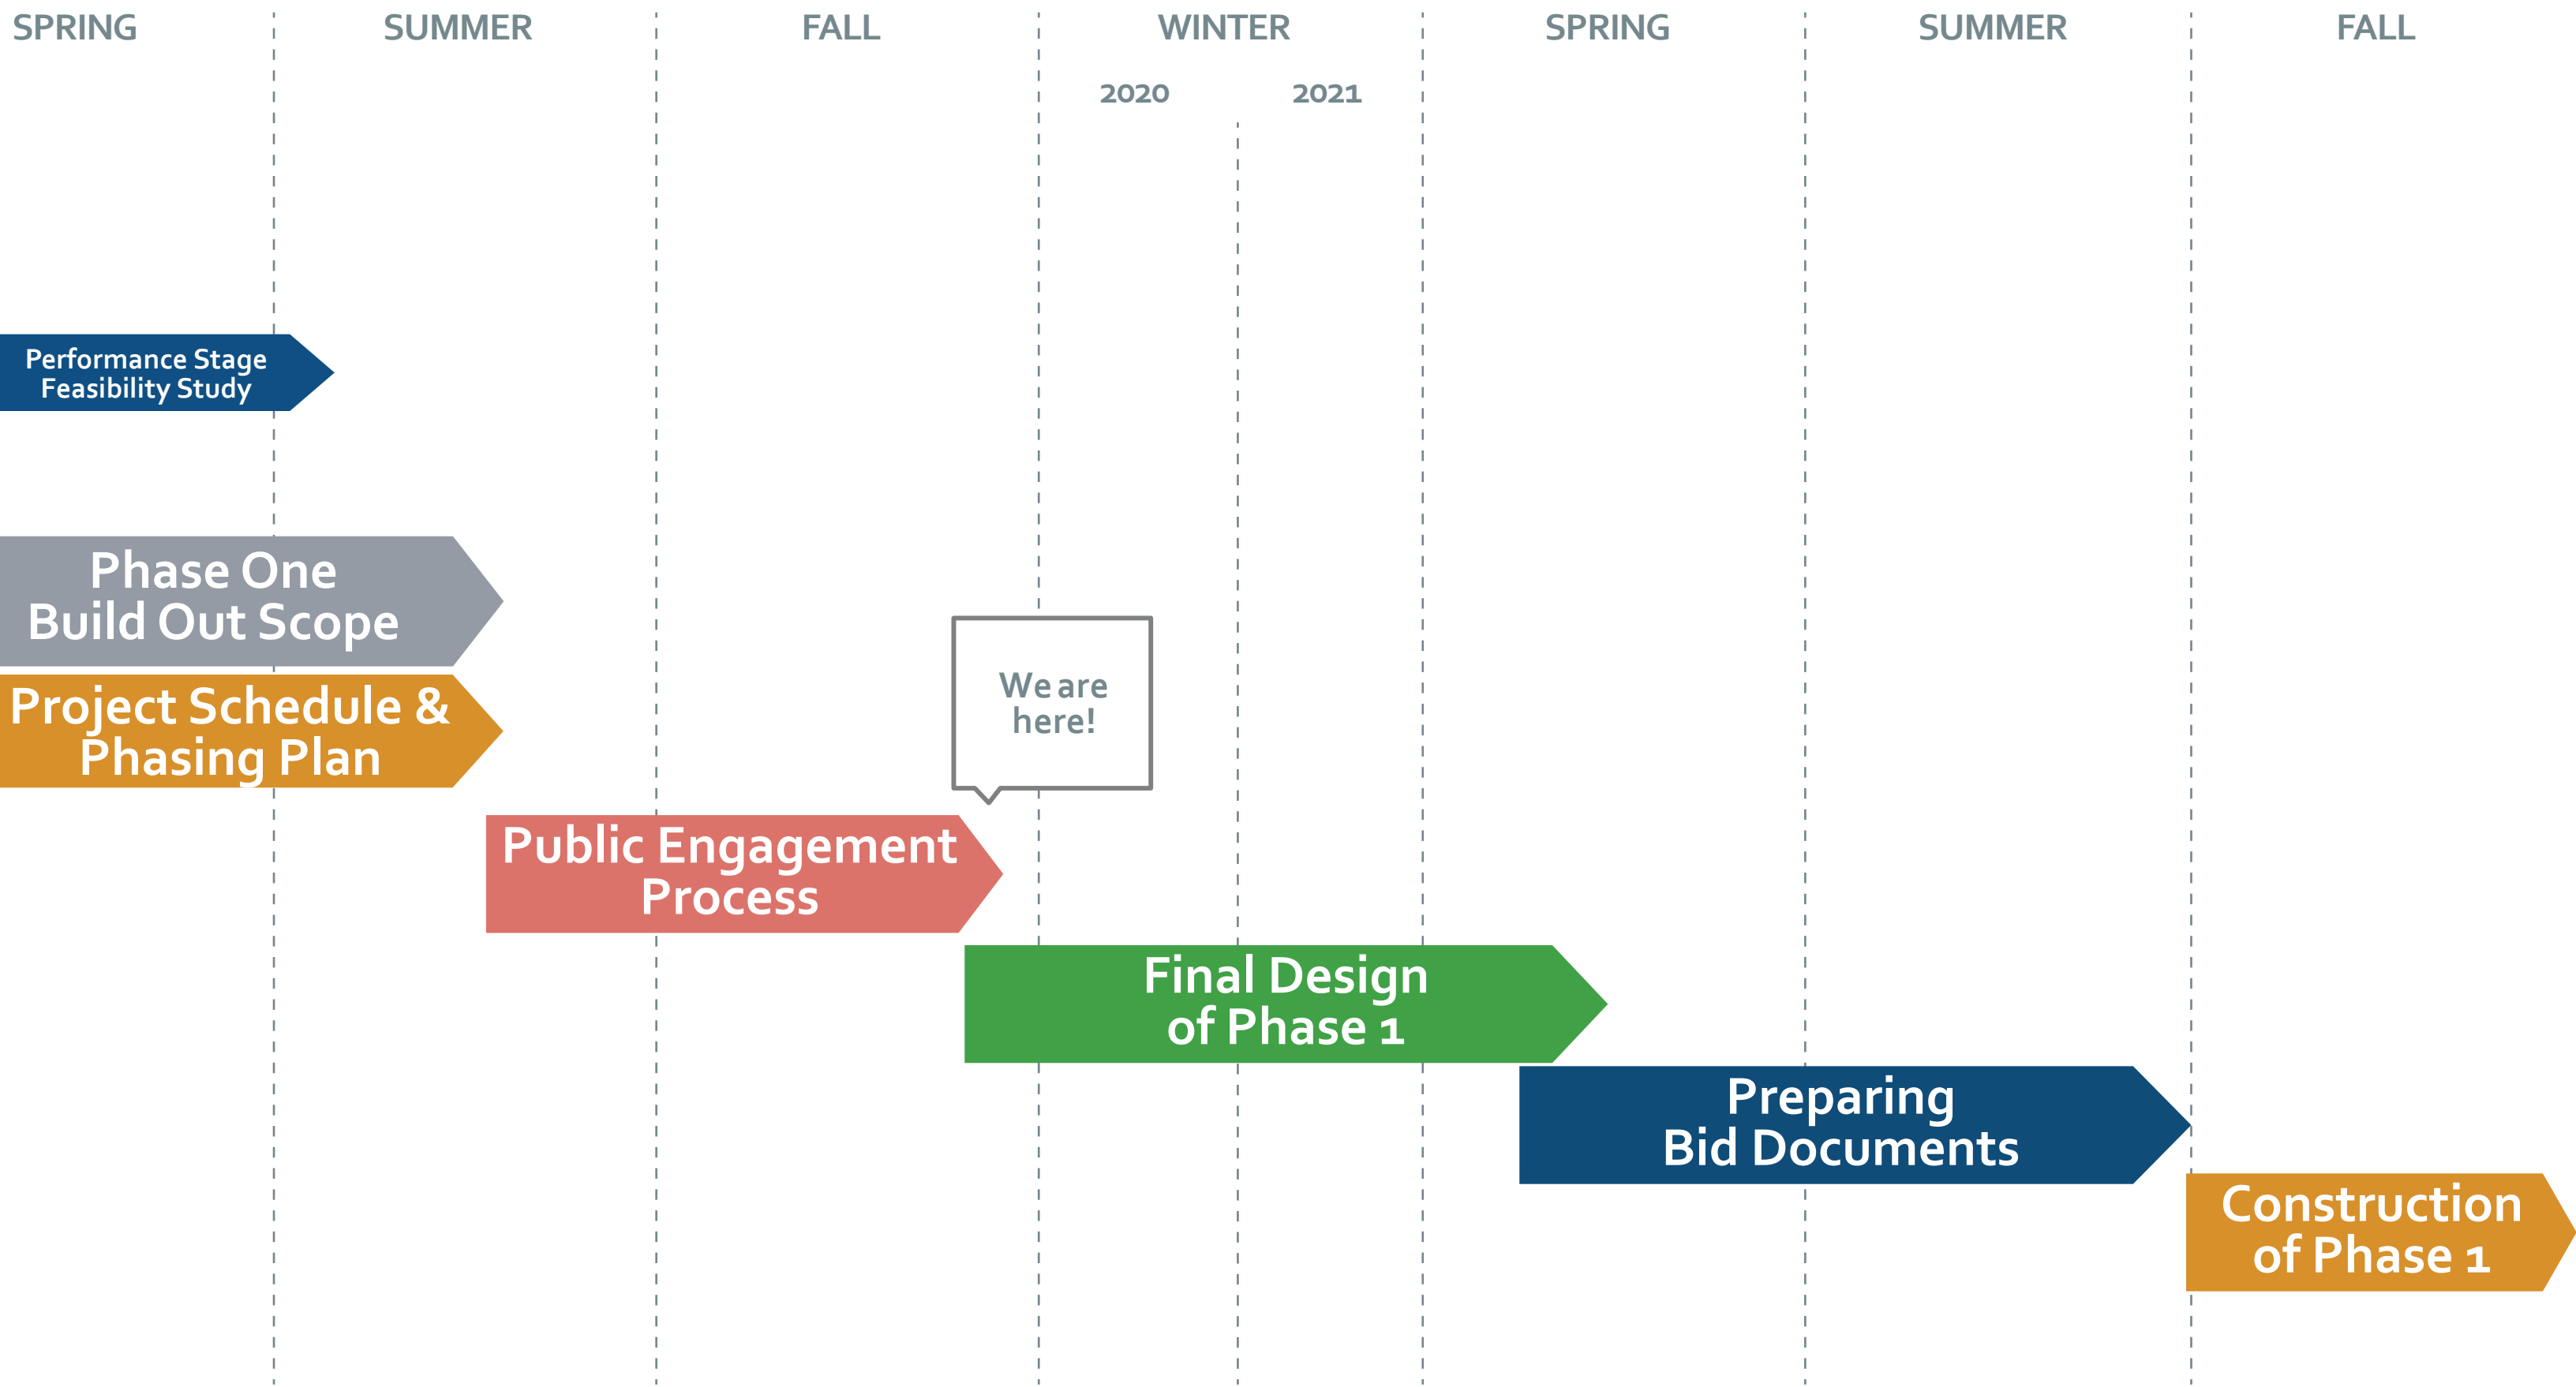 SPRING SUMMER FALL WINTER SPRING SUMMER FALL
2020 2021
Performance Stage
Feasibility Study
Phase One
Build Out Scope
We are
here!
Project Schedule &
Phasing Plan
Public Engagement
Process
Final Design
of Phase 1
Preparing
Bid Documents
Construction
of Phase 1